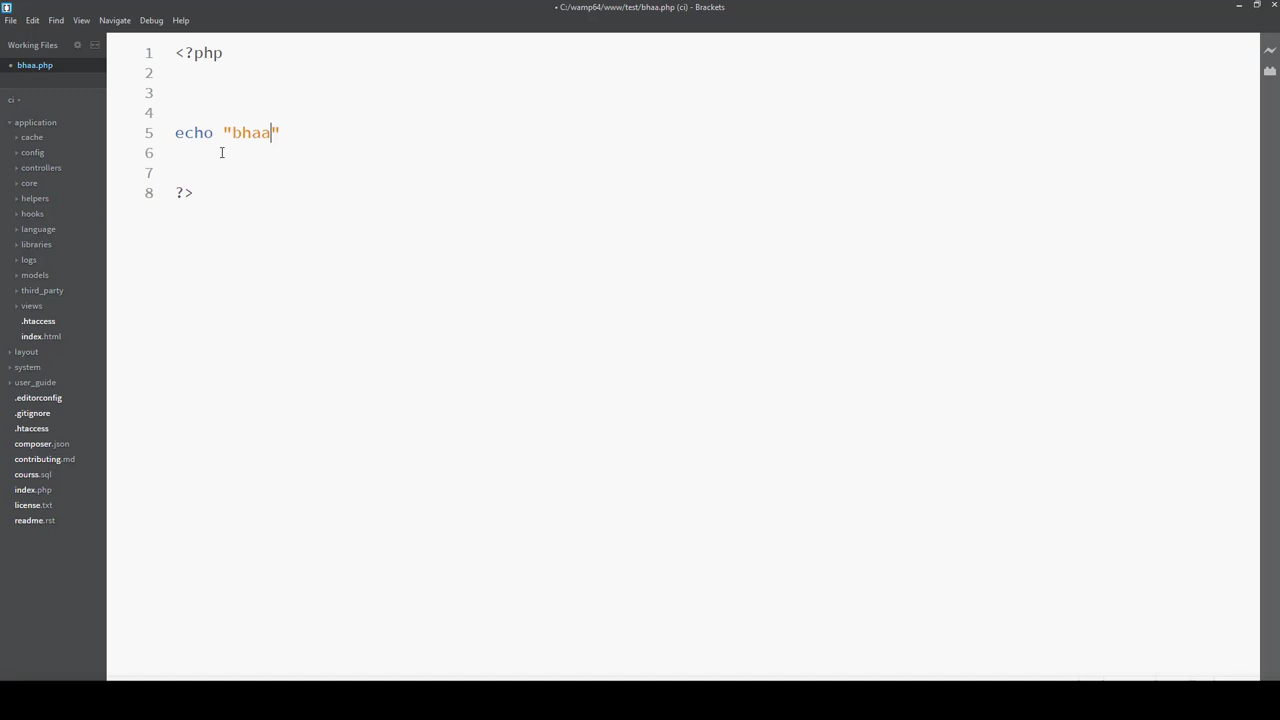 • C:/wamp64/www/test/bhaa.php (ci) - Brackets
File Edit Find View Navigate Debug Help
Working Files
• bhaa.php
ci
application
cache
config
controllers
core
helpers
hooks
language
libraries
logs
models
third_party
views
.htaccess
index.html
layout
system
user_guide
.editorconfig
.gitignore
.htaccess
composer.json
contributing.md
courss.sql
index.php
license.txt
readme.rst
1 <?php
2
3
4
5 echo "bhaa"
6
7
8 ?>